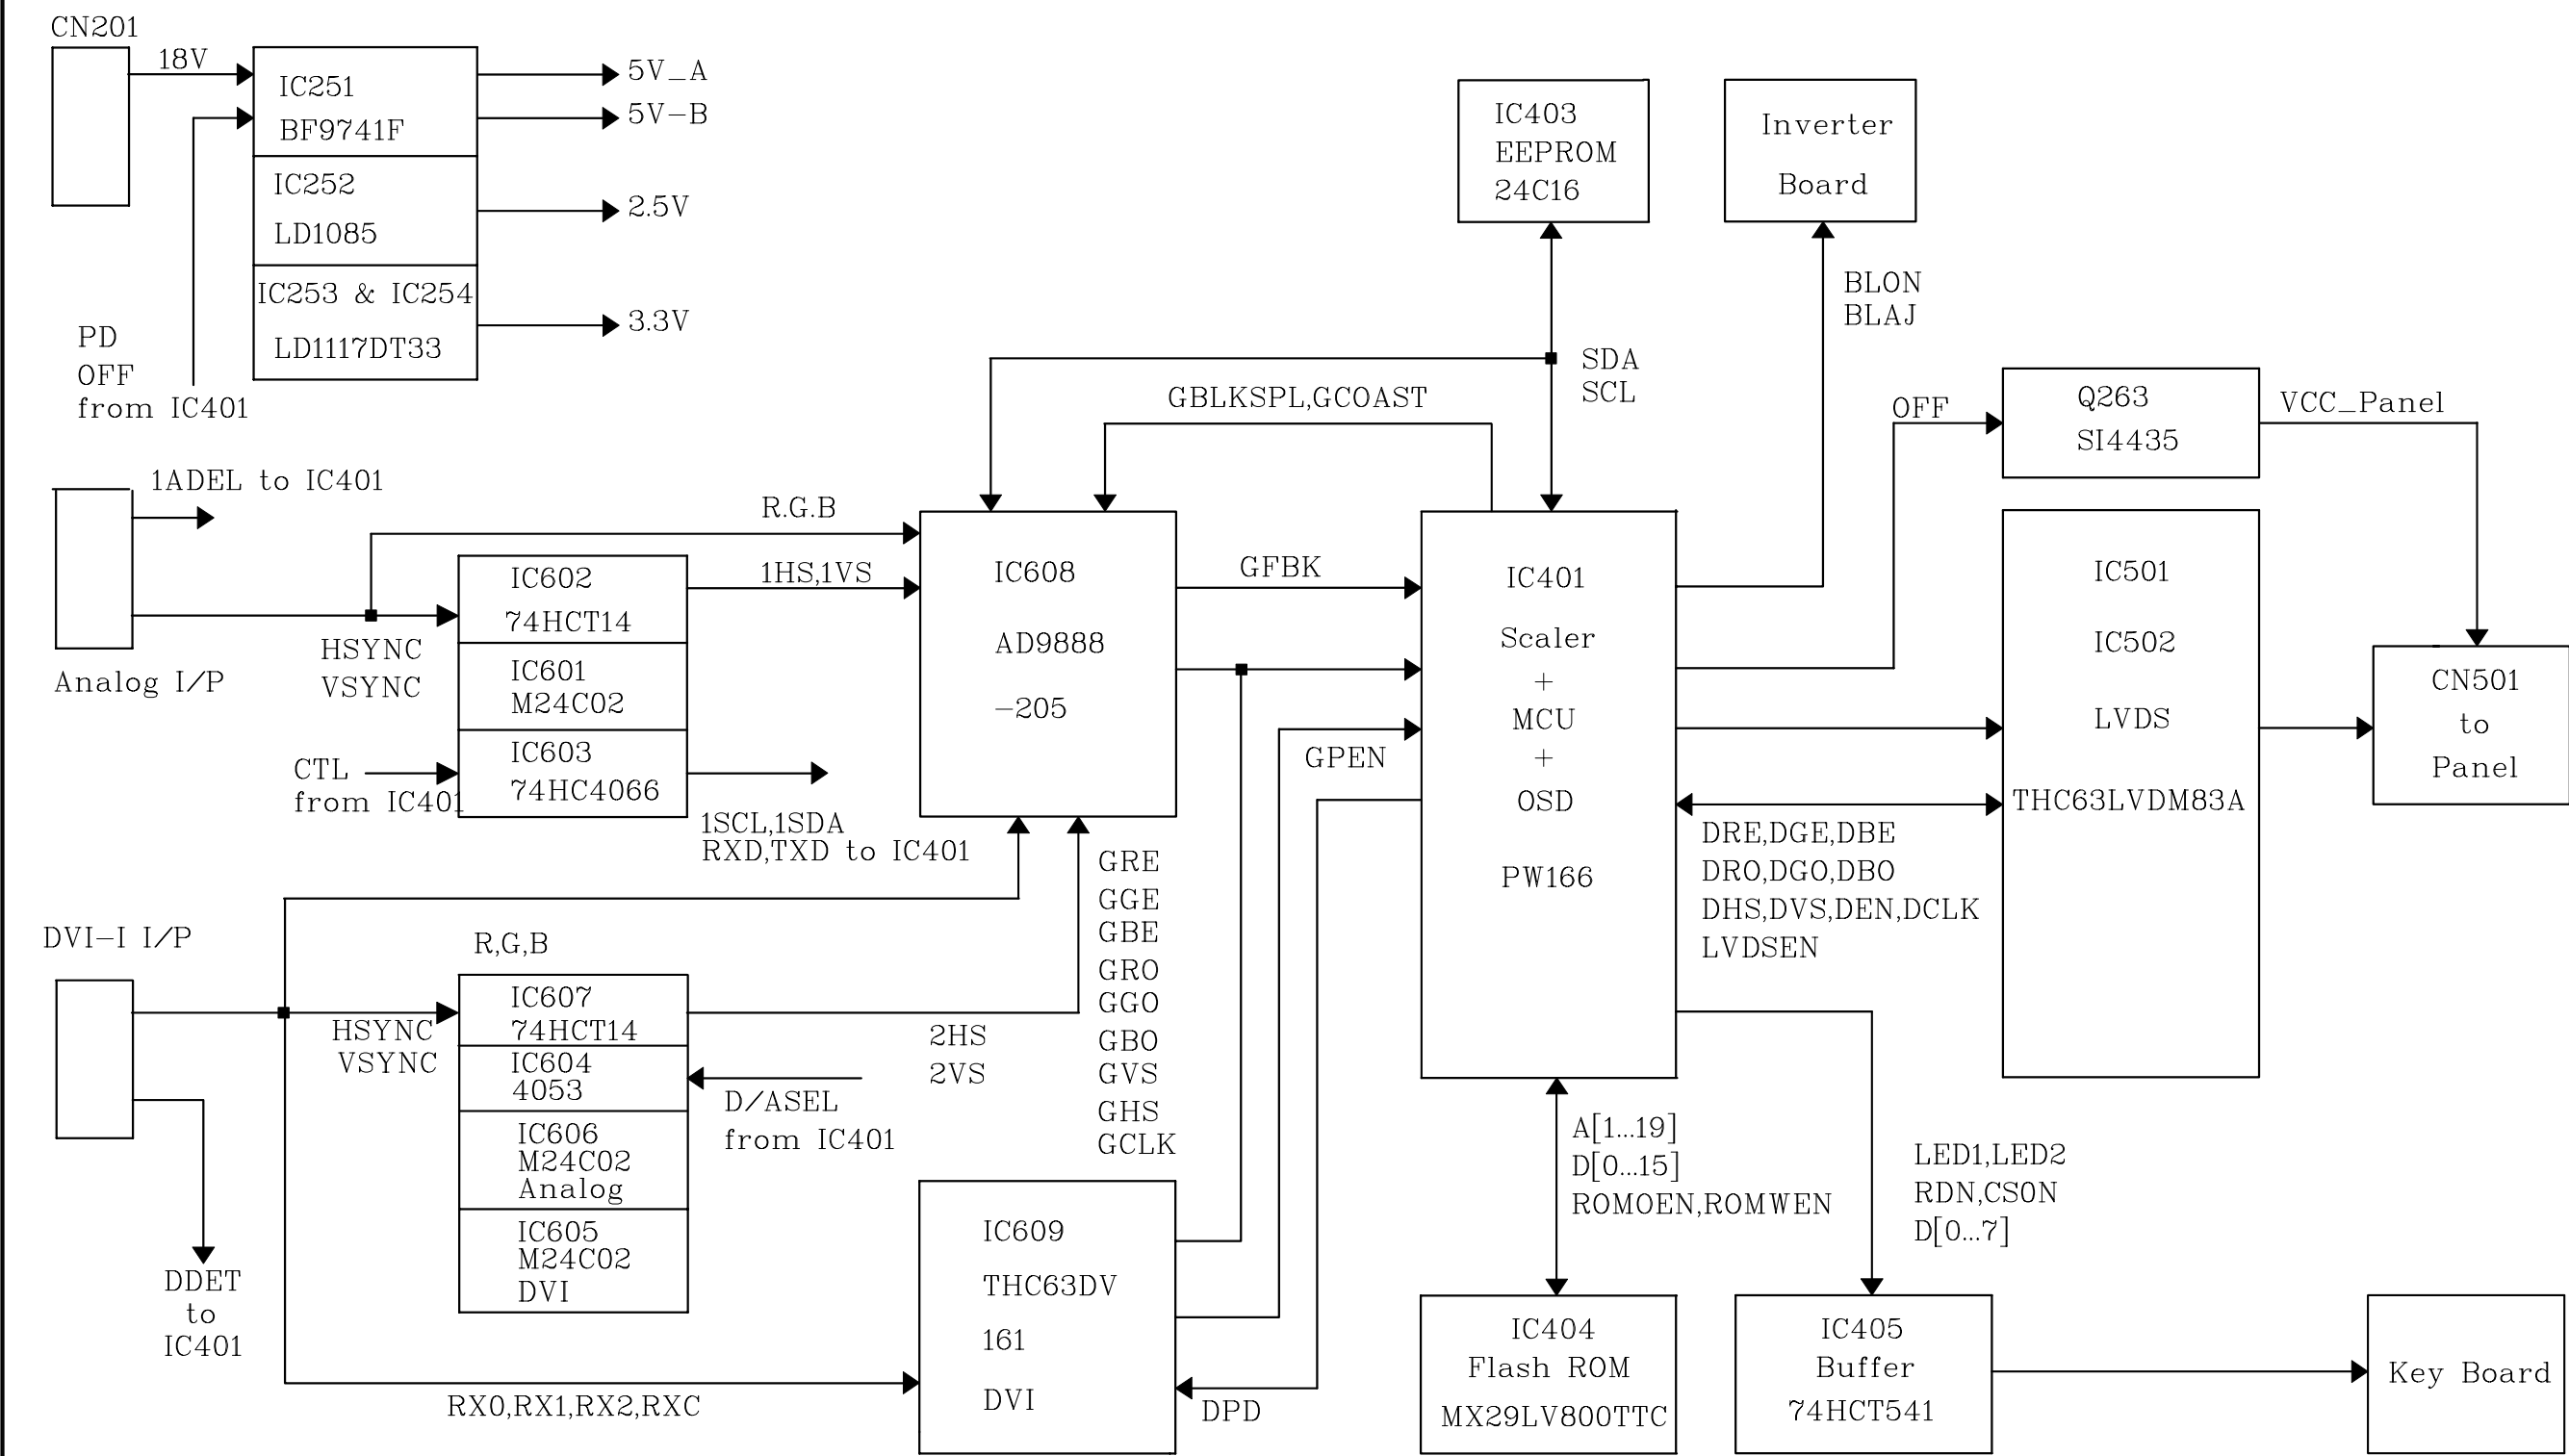 CN201
18V
IC251
BF9741F
5V_A
5V-B
IC252
LD1085
2.5V
IC253 & IC254
LD1117DT33
3.3V
PD
OFF
from IC401
IC403
EEPROM
24C16
Inverter
Board
BLON
BLAJ
SDA
SCL
GBLKSPL,GCOAST
OFF
Q263
SI4435
VCC_Panel
1ADEL to IC401
R.G.B
1HS,1VS
IC602
74HCT14
HSYNC
VSYNC
Analog I/P
IC601
M24C02
IC603
74HC4066
CTL
from IC401
1SCL,1SDA
RXD,TXD to IC401
IC608
AD9888
-205
GFBK
GPEN
IC401
Scaler
+
MCU
+
OSD
PW166
IC501
IC502
LVDS
THC63LVDM83A
CN501
to
Panel
DRE,DGE,DBE
DRO,DGO,DBO
DHS,DVS,DEN,DCLK
LVDSEN
DVI-I I/P
R,G,B
HSYNC
VSYNC
IC607
74HCT14
IC604
4053
IC606
M24C02
Analog
IC605
M24C02
DVI
2HS
2VS
D/ASEL
from IC401
GRE
GGE
GBE
GRO
GGO
GBO
GVS
GHS
GCLK
DDET
to
IC401
RX0,RX1,RX2,RXC
IC609
THC63DV
161
DVI
DPD
A[1...19]
D[0...15]
ROMOEN,ROMWEN
LED1,LED2
RDN,CS0N
D[0...7]
IC404
Flash ROM
MX29LV800TTC
IC405
Buffer
74HCT541
Key Board